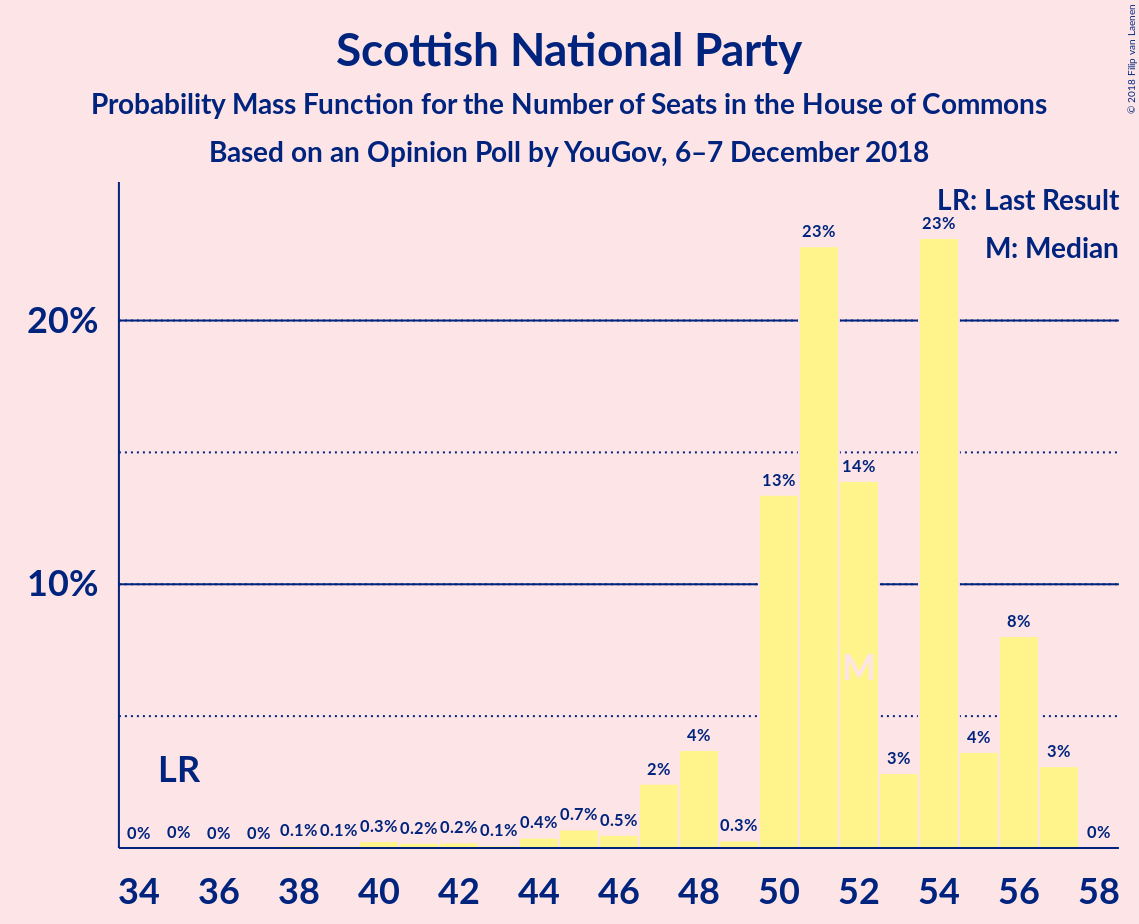 Scottish National Party
Probability Mass Function for the Number of Seats in the House of Commons
Based on an Opinion Poll by YouGov, 6–7 December 2018
© 2018 Filip van Laenen
LR: Last Result
M: Median
20%
10%
LR
M
0% 0% 0% 0% 0.1% 0.1% 0.3% 0.2% 0.2% 0.1% 0.4% 0.7% 0.5% 2% 4% 0.3% 13% 23% 14% 3% 23% 4% 8% 3% 0%
34 36 38 40 42 44 46 48 50 52 54 56 58